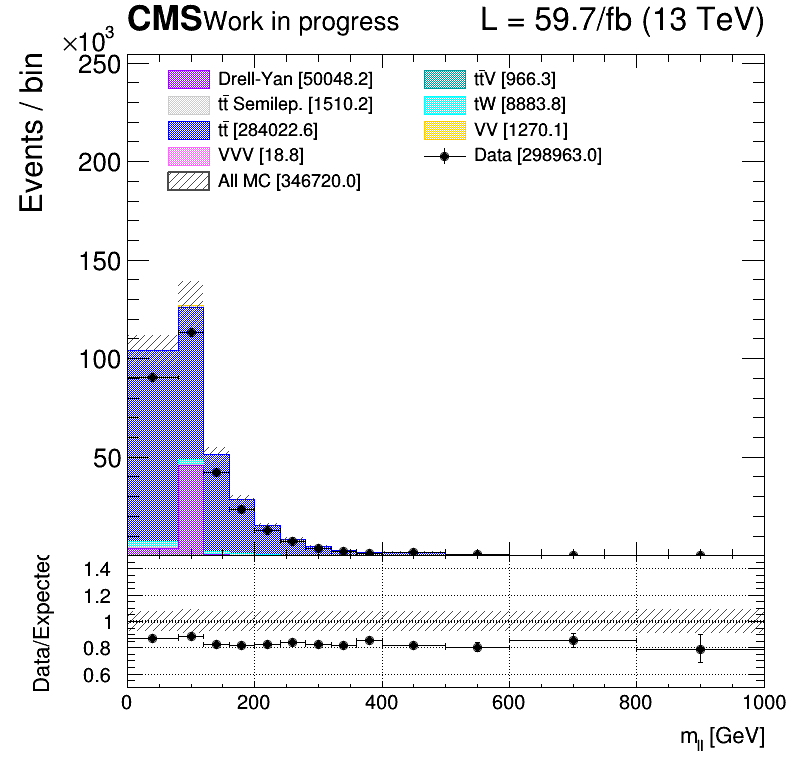 CMS Work in progress L = 59.7/fb (13 TeV)
×10³
Events / bin
250
200
150
100
50
Drell-Yan [50048.2]
tt̄ Semilep. [1510.2]
tt̄ [284022.6]
VVV [18.8]
All MC [346720.0]
tt̄V [966.3]
tW [8883.8]
VV [1270.1]
Data [298963.0]
Data/Expected
1.4
1.2
1
0.8
0.6
0 200 400 600 800 1000
m_ll [GeV]